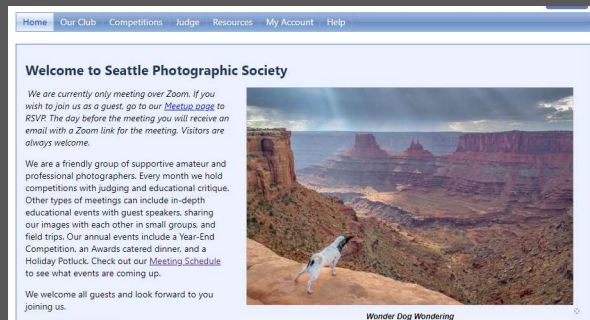 Home Our Club Competitions Judge Resources My Account Help
Welcome to Seattle Photographic Society
We are currently only meeting over Zoom. If you
wish to join us as a guest, go to our Meetup page to
RSVP. The day before the meeting you will receive an
email with a Zoom link for the meeting. Visitors are
always welcome.
We are a friendly group of supportive amateur and
professional photographers. Every month we hold
competitions with judging and educational critique.
Other types of meetings can include in-depth
educational events with guest speakers, sharing
our images with each other in small groups, and
field trips. Our annual events include a Year-End
Competition, an Awards catered dinner, and a
Holiday Potluck. Check out our Meeting Schedule
to see what events are coming up.
We welcome all guests and look forward to you
joining us.
Wonder Dog Wondering